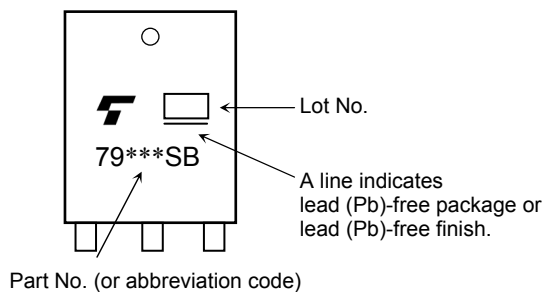 Lot No.
79***SB
A line indicates
lead (Pb)-free package or
lead (Pb)-free finish.
Part No. (or abbreviation code)